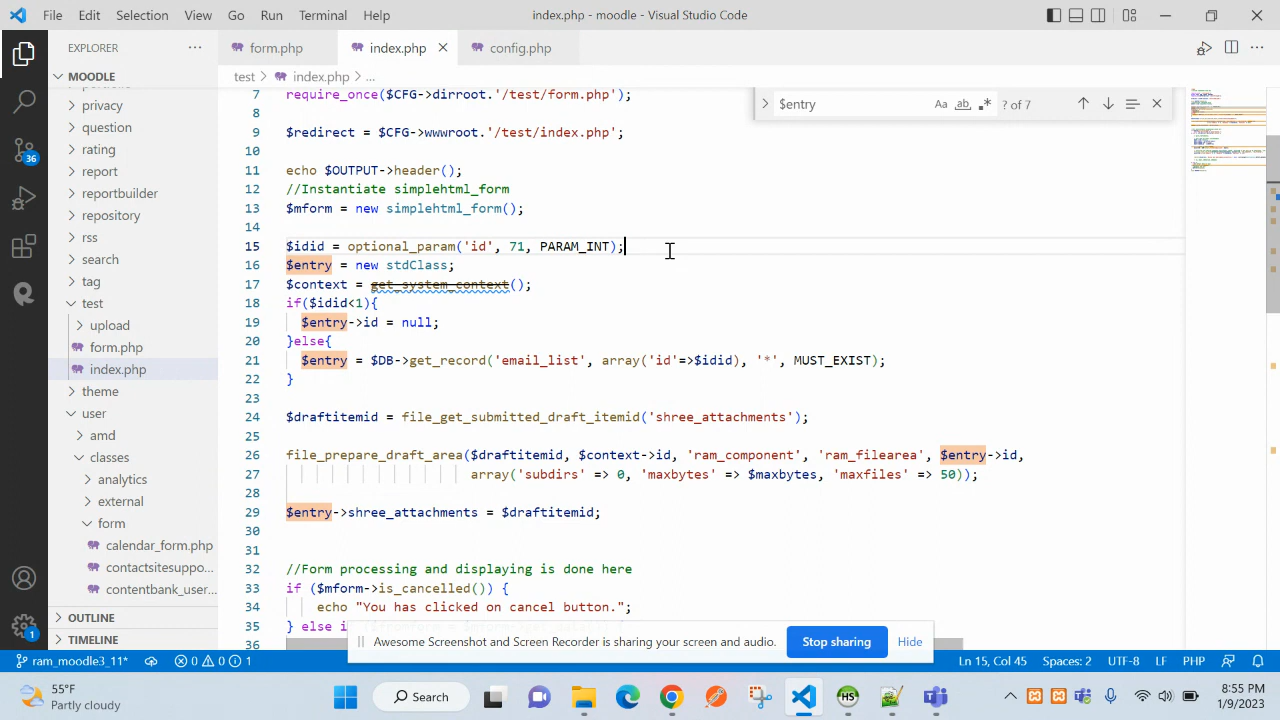 File Edit Selection View Go Run Terminal Help index.php - moodle - Visual Studio Code
EXPLORER
form.php
index.php
config.php
MOODLE
test > index.php > ...
privacy
question
rating
report
reportbuilder
repository
rss
search
tag
test
upload
form.php
index.php
theme
user
amd
classes
analytics
external
form
calendar_form.php
contactsitesuppo...
contentbank_user...
OUTLINE
TIMELINE
36
1
$entry
? of 7
7 require_once($CFG->dirroot.'/test/form.php');
8
9 $redirect = $CFG->wwwroot.'/test/index.php';
10
11 echo $OUTPUT->header();
12 //Instantiate simplehtml_form
13 $mform = new simplehtml_form();
14
15 $idid = optional_param('id', 71, PARAM_INT);
16 $entry = new stdClass;
17 $context = get_system_context();
18 if($idid<1){
19 $entry->id = null;
20 }else{
21 $entry = $DB->get_record('email_list', array('id'=>$idid), '*', MUST_EXIST);
22 }
23
24 $draftitemid = file_get_submitted_draft_itemid('shree_attachments');
25
26 file_prepare_draft_area($draftitemid, $context->id, 'ram_component', 'ram_filearea', $entry->id,
27 array('subdirs' => 0, 'maxbytes' => $maxbytes, 'maxfiles' => 50));
28
29 $entry->shree_attachments = $draftitemid;
30
31
32 //Form processing and displaying is done here
33 if ($mform->is_cancelled()) {
34 echo "You has clicked on cancel button.";
35 } else i
Awesome Screenshot and Screen Recorder is sharing your screen and audio. Stop sharing Hide
ram_moodle3_11* 0 0 1 Ln 15, Col 45 Spaces: 2 UTF-8 LF PHP
55°F
Partly cloudy
Search
8:55 PM
1/9/2023